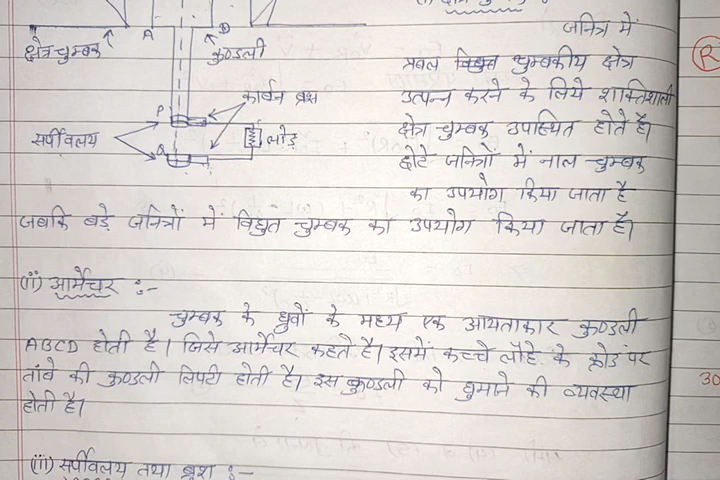 A
D
क्षेत्र चुम्बक
कुण्डली
जनित्र में
प्रबल विद्युत चुम्बकीय क्षेत्र
R
कार्बन ब्रश
उत्पन्न करने के लिये शक्तिशाली
P
क्षेत्र चुम्बक उपास्थित होते है।
सर्पीवलय
लोड
Q
छोटे जनित्रों में नाल चुम्बक
का उपयोग किया जाता है
जबकि बड़े जनित्रों में विद्युत चुम्बक का उपयोग किया जाता है।
(ii) आर्मेचर :-
चुम्बक के ध्रुवों के मध्य एक आयताकार कुण्डली
ABCD होती है। जिसे आर्मेचर कहते है। इसमें कच्चे लोहे के क्रोड पर
तांबे की कुण्डली लिपटी होती है। इस कुण्डली को घुमाने की व्यवस्था
30
होती है।
(iii) सर्पीवलय तथा ब्रुश :-